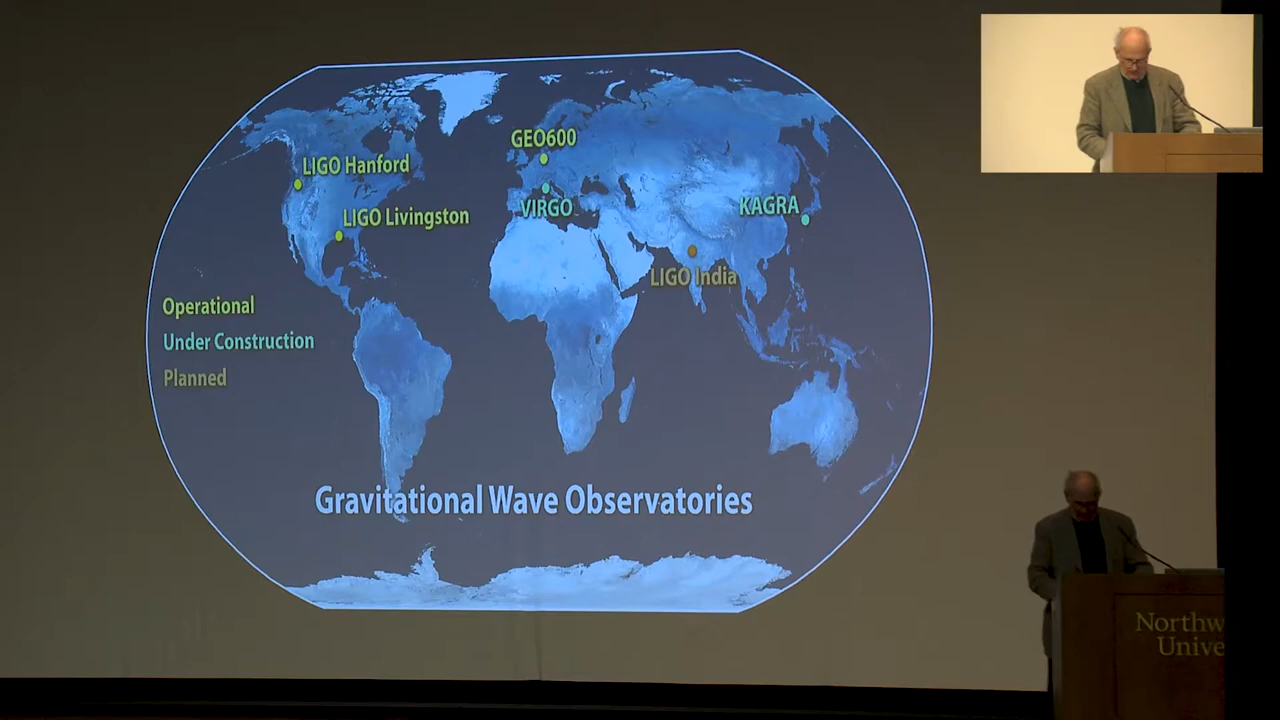 GEO600
LIGO Hanford
VIRGO
KAGRA
LIGO Livingston
LIGO India
Operational
Under Construction
Planned
Gravitational Wave Observatories
Northw
Unive